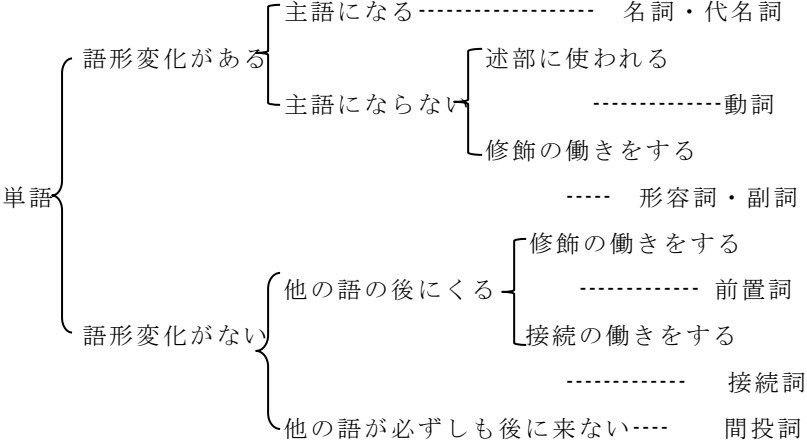 主語になる------------------- 名詞・代名詞
語形変化がある
述部に使われる
主語にならない
--------------動詞
修飾の働きをする
単語
----- 形容詞・副詞
修飾の働きをする
他の語の後にくる
------------- 前置詞
語形変化がない
接続の働きをする
------------- 接続詞
他の語が必ずしも後に来ない---- 間投詞